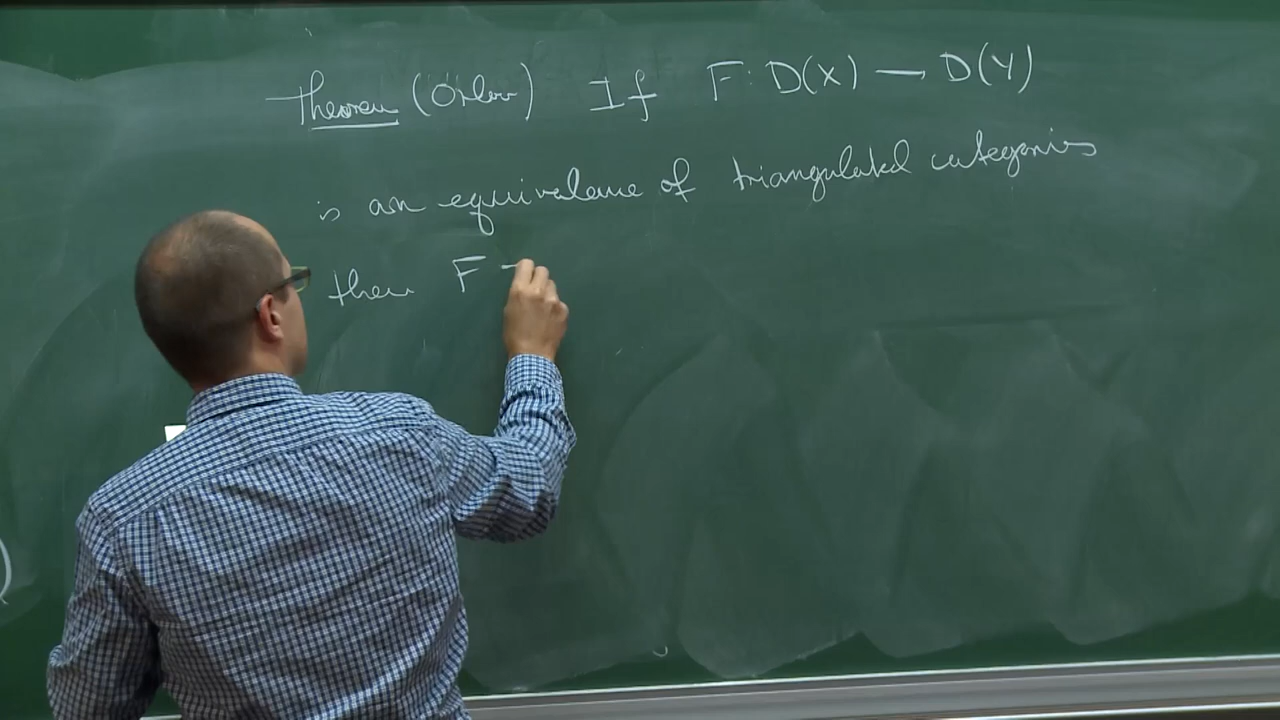 Theorem (Orlov) If F: D(X) — D(Y)
is an equivalence of triangulated categories
then F